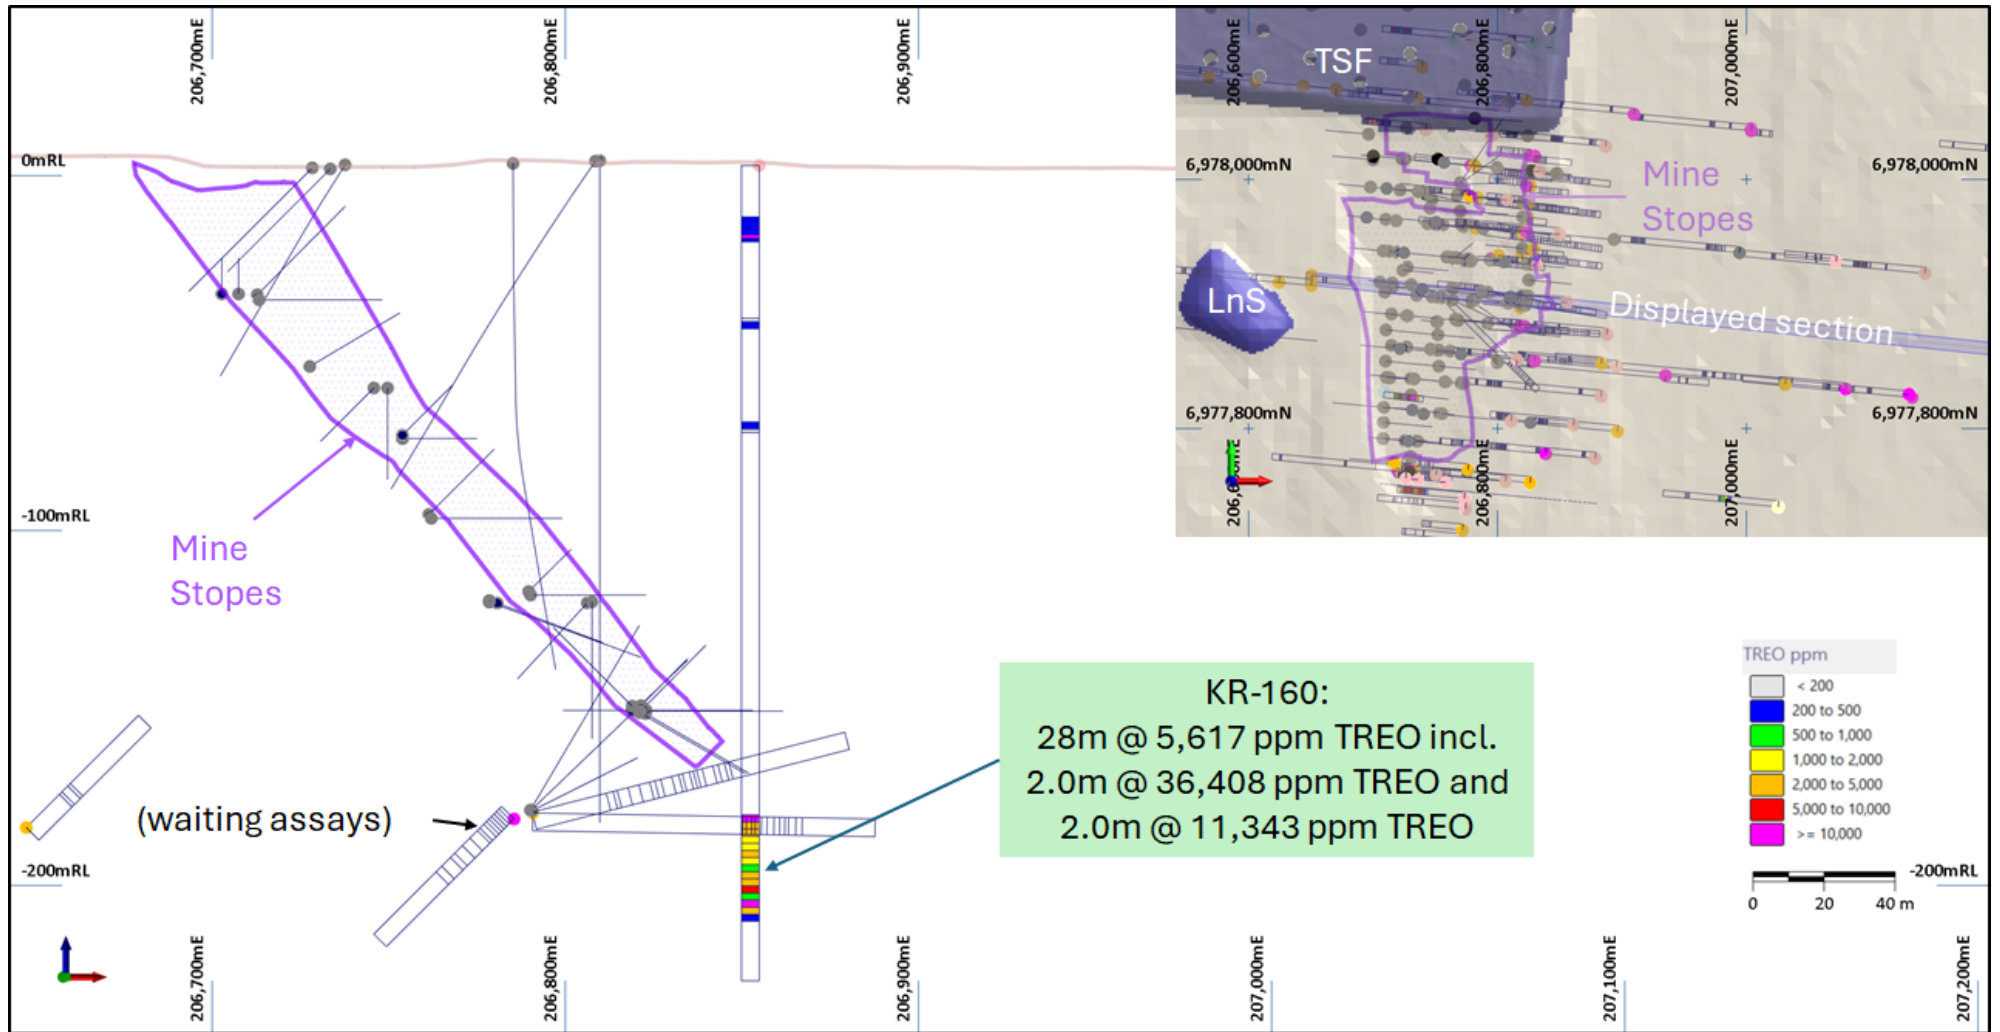 206,700mE
206,800mE
206,900mE
0mRL
-100mRL
-200mRL
Mine
Stopes
(waiting assays)
KR-160:
28m @ 5,617 ppm TREO incl.
2.0m @ 36,408 ppm TREO and
2.0m @ 11,343 ppm TREO
206,600mE
206,800mE
207,000mE
TSF
6,978,000mN
6,978,000mN
Mine
Stopes
LnS
Displayed section
6,977,800mN
6,977,800mN
206,800mE
207,000mE
TREO ppm
< 200
200 to 500
500 to 1,000
1,000 to 2,000
2,000 to 5,000
5,000 to 10,000
>= 10,000
-200mRL
0 20 40 m
206,700mE
206,800mE
206,900mE
207,000mE
207,100mE
207,200mE